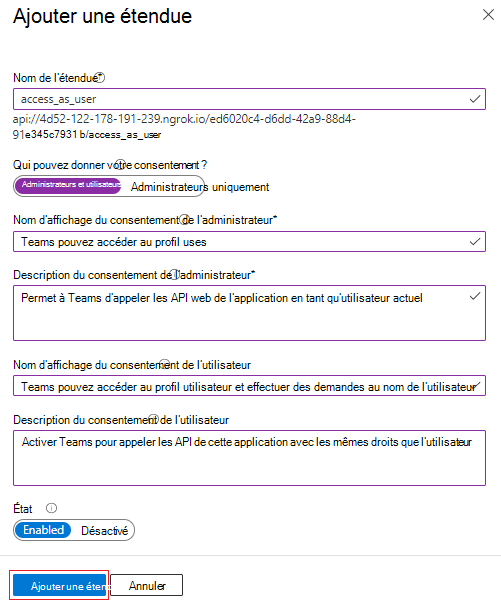 Ajouter une étendue
Nom de l'étendue*
access_as_user
api://4d52-122-178-191-239.ngrok.io/ed6020c4-d6dd-42a9-88d4-
91e345c7931b/access_as_user
Qui pouvez donner votre consentement ?
Administrateurs et utilisateurs Administrateurs uniquement
Nom d'affichage du consentement de l'administrateur*
Teams pouvez accéder au profil uses
Description du consentement de l'administrateur*
Permet à Teams d'appeler les API web de l'application en tant qu'utilisateur actuel
Nom d'affichage du consentement de l'utilisateur
Teams pouvez accéder au profil utilisateur et effectuer des demandes au nom de l'utilisateur
Description du consentement de l'utilisateur
Activer Teams pour appeler les API de cette application avec les mêmes droits que l'utilisateur
État
Enabled Désactivé
Ajouter une étend Annuler